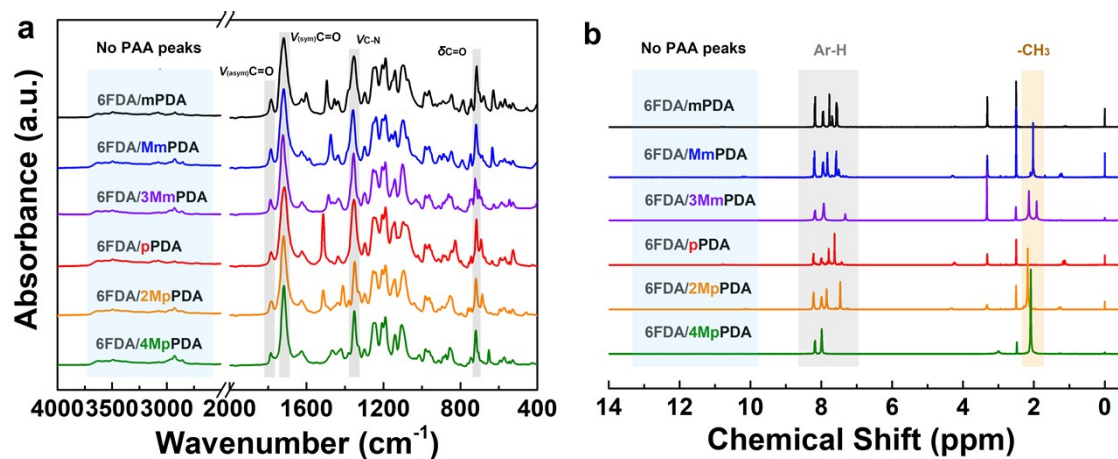 a
No PAA peaks
V(asym)C=O
V(sym)C=O
VC-N
δC=O
6FDA/mPDA
6FDA/MmPDA
6FDA/3MmPDA
6FDA/pPDA
6FDA/2MpPDA
6FDA/4MpPDA
Absorbance (a.u.)
4000 3500 3000 2000 1600 1200 800 400
Wavenumber (cm-1)
b
No PAA peaks
Ar-H
-CH3
6FDA/mPDA
6FDA/MmPDA
6FDA/3MmPDA
6FDA/pPDA
6FDA/2MpPDA
6FDA/4MpPDA
14 12 10 8 6 4 2 0
Chemical Shift (ppm)